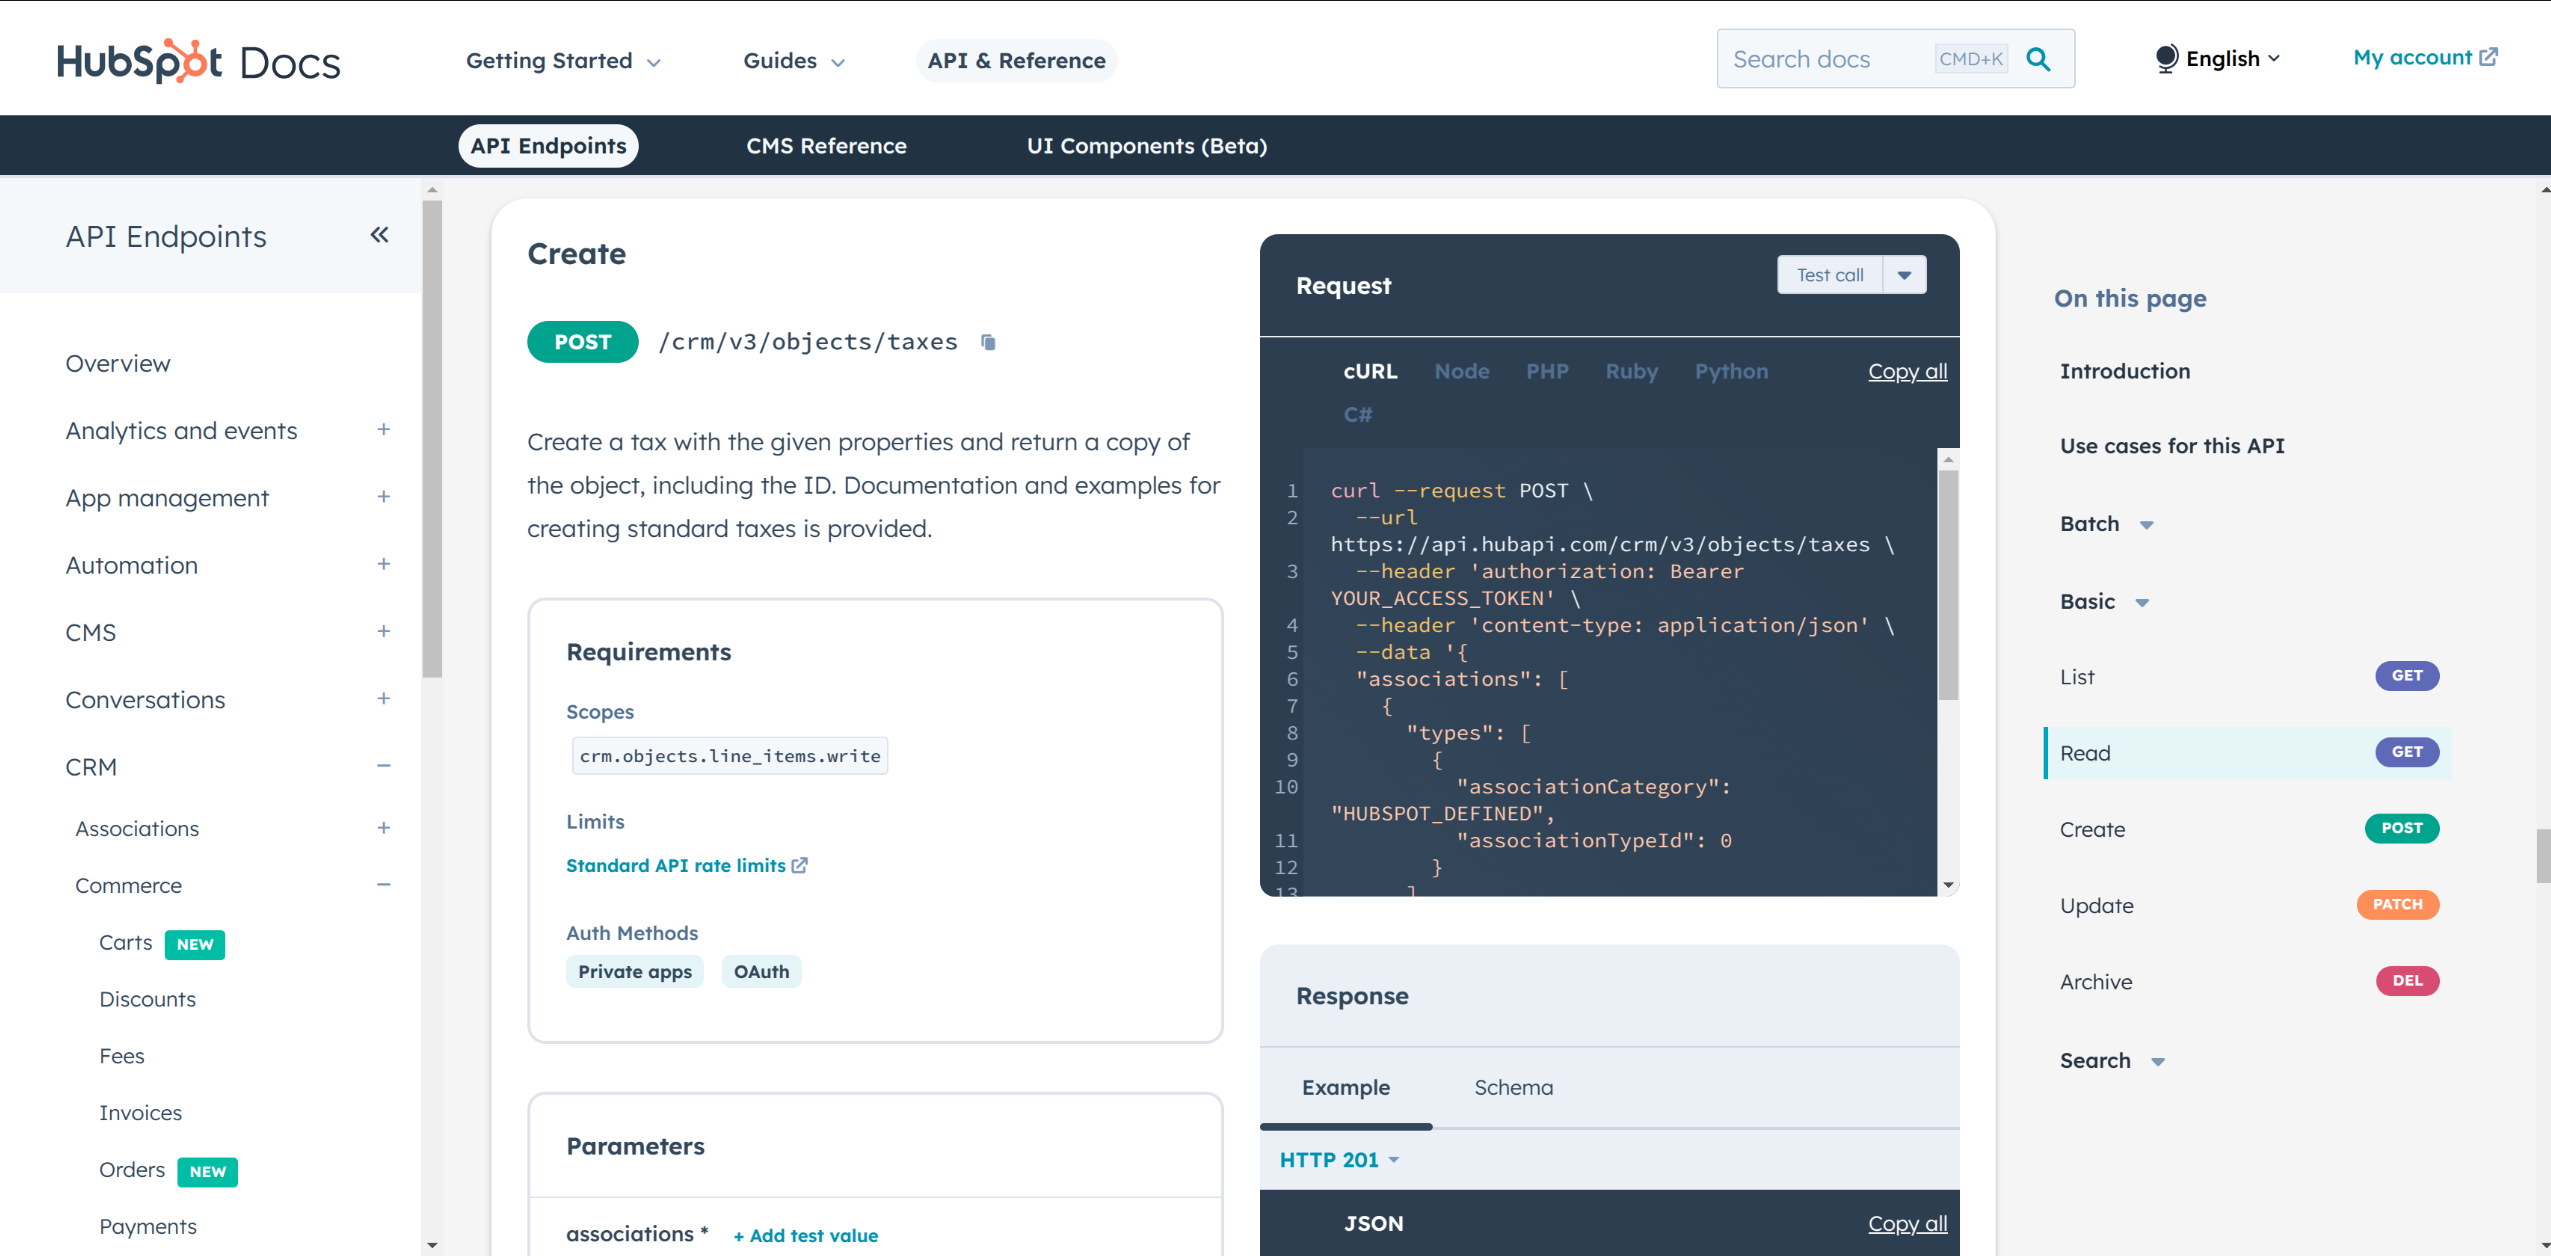 HubSpot Docs
Getting Started
Guides
API & Reference
Search docs
CMD+K
English
My account
API Endpoints
CMS Reference
UI Components (Beta)
API Endpoints
Overview
Analytics and events +
App management +
Automation +
CMS +
Conversations +
CRM −
Associations +
Commerce −
Carts NEW
Discounts
Fees
Invoices
Orders NEW
Payments
Create
POST /crm/v3/objects/taxes
Create a tax with the given properties and return a copy of
the object, including the ID. Documentation and examples for
creating standard taxes is provided.
Requirements
Scopes
crm.objects.line_items.write
Limits
Standard API rate limits
Auth Methods
Private apps OAuth
Parameters
associations * + Add test value
Request
Test call
cURL Node PHP Ruby Python
C#
Copy all
1 curl --request POST \
2 --url
https://api.hubapi.com/crm/v3/objects/taxes \
3 --header 'authorization: Bearer
YOUR_ACCESS_TOKEN' \
4 --header 'content-type: application/json' \
5 --data '{
6 "associations": [
7 {
8 "types": [
9 {
10 "associationCategory":
"HUBSPOT_DEFINED",
11 "associationTypeId": 0
12 }
13 ]
Response
Example
Schema
HTTP 201
JSON
Copy all
On this page
Introduction
Use cases for this API
Batch
Basic
List GET
Read GET
Create POST
Update PATCH
Archive DEL
Search